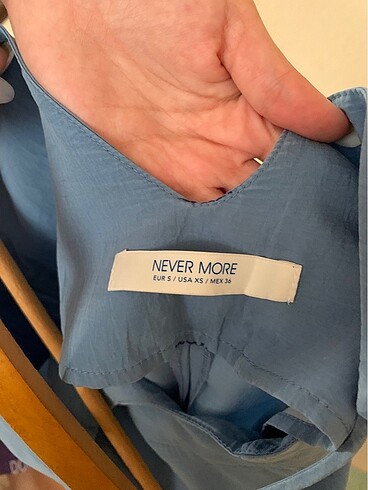 NEVER MORE
EUR S / USA XS / MEX 36